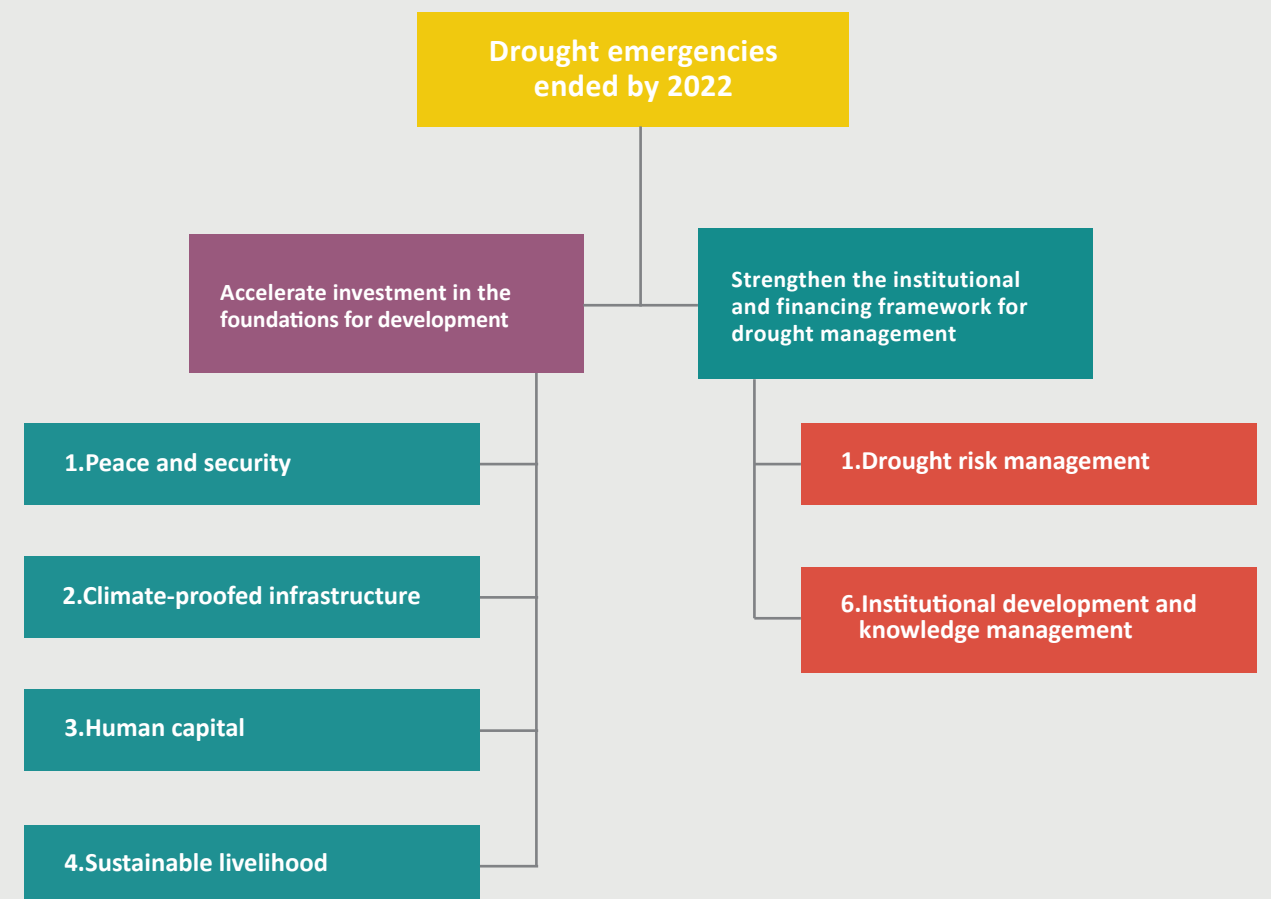 Drought emergencies
ended by 2022
Accelerate investment in the
foundations for development
Strengthen the institutional
and financing framework for
drought management
1.Peace and security
2.Climate-proofed infrastructure
3.Human capital
4.Sustainable livelihood
1.Drought risk management
6.Institutional development and
knowledge management